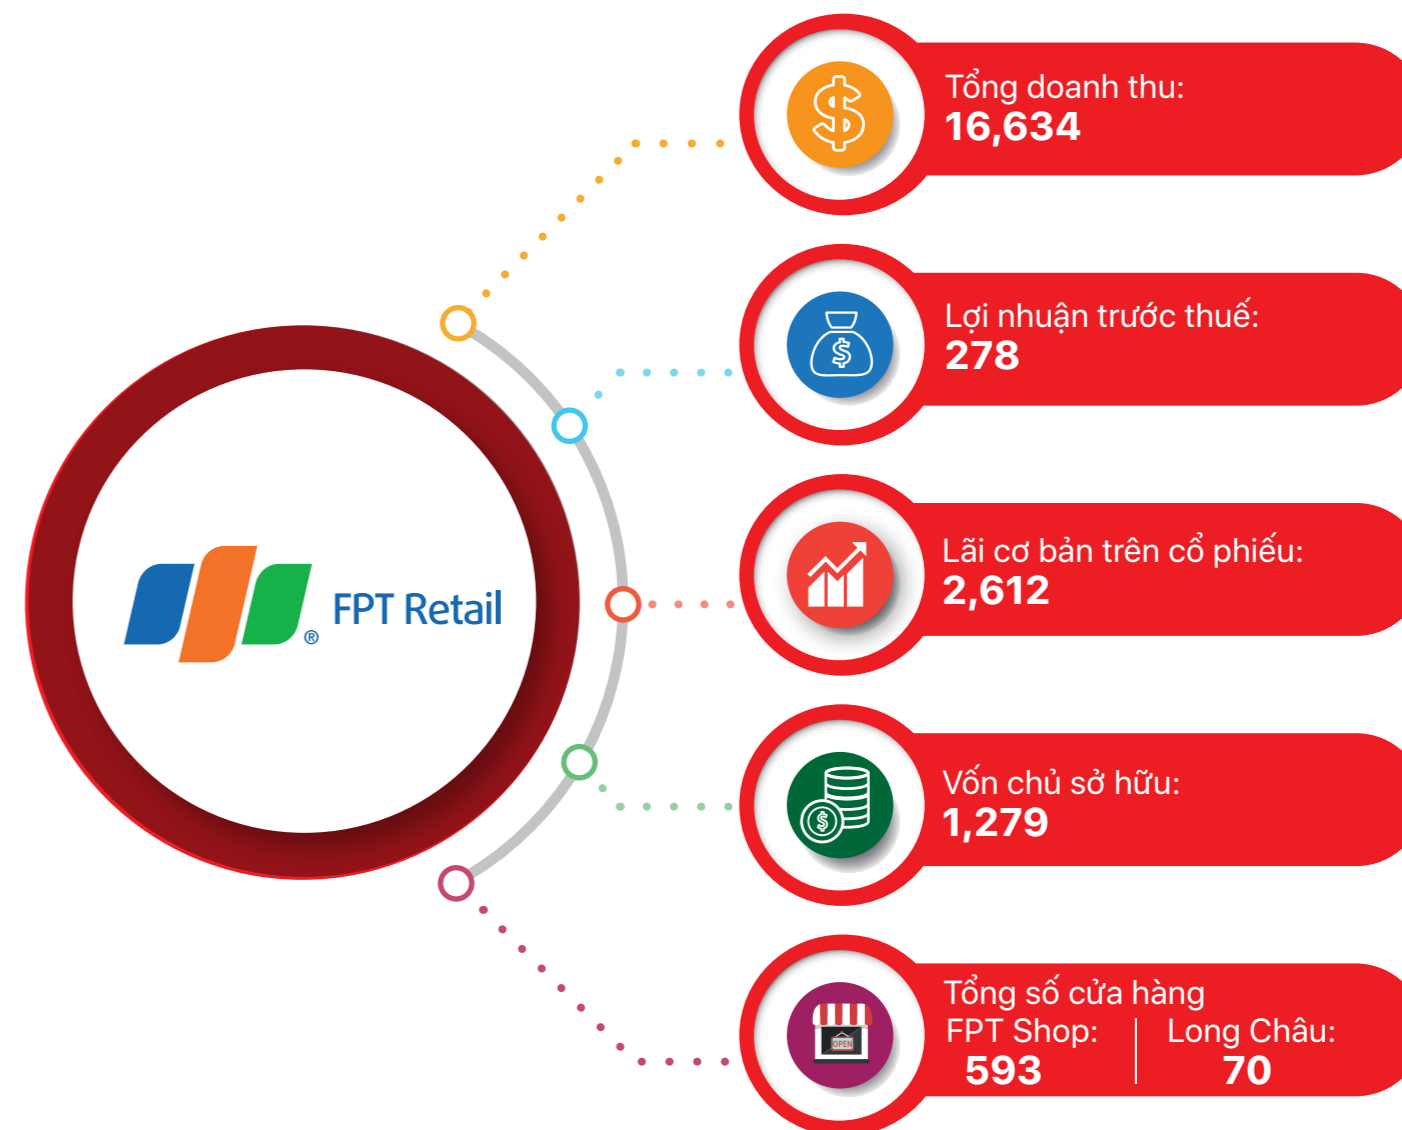 Tổng doanh thu:
16,634
Lợi nhuận trước thuế:
278
Lãi cơ bản trên cổ phiếu:
2,612
FPT Retail
®
Vốn chủ sở hữu:
1,279
Tổng số cửa hàng
FPT Shop: Long Châu:
593 70
OPEN